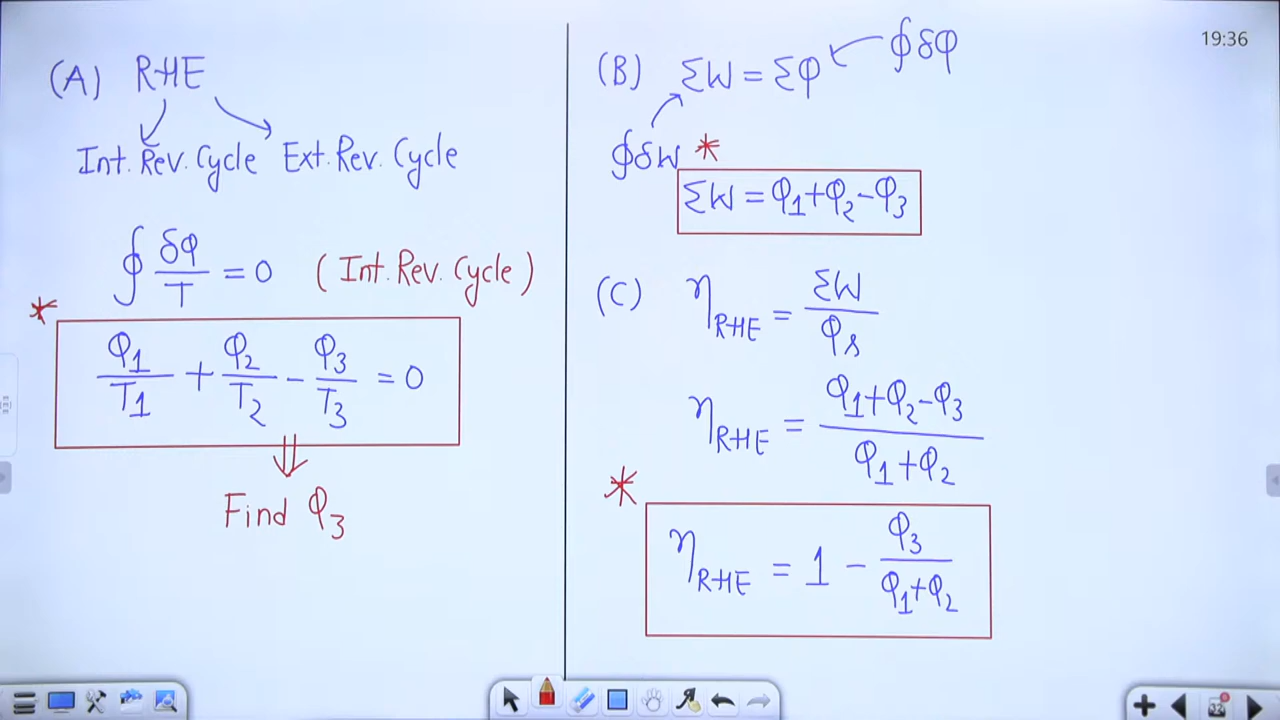 19:36
(A) RHE
Int. Rev. Cycle Ext. Rev. Cycle
∮ δQ/T = 0 (Int. Rev. Cycle)
* Q1/T1 + Q2/T2 - Q3/T3 = 0
⇓
Find Q3
(B) ΣW = ΣQ ← ∮δQ
∮δW *
ΣW = Q1+Q2-Q3
(C) ηRHE = ΣW/Qs
ηRHE = Q1+Q2-Q3/Q1+Q2
*
ηRHE = 1 - Q3/Q1+Q2
32